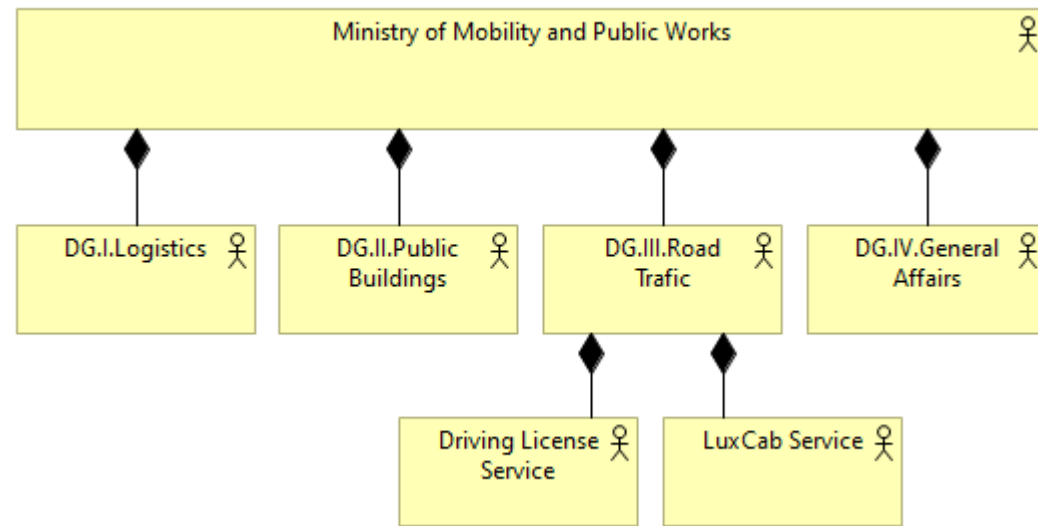 Ministry of Mobility and Public Works
DG.I.Logistics
DG.II.Public
Buildings
DG.III.Road
Trafic
DG.IV.General
Affairs
Driving License
Service
LuxCab Service